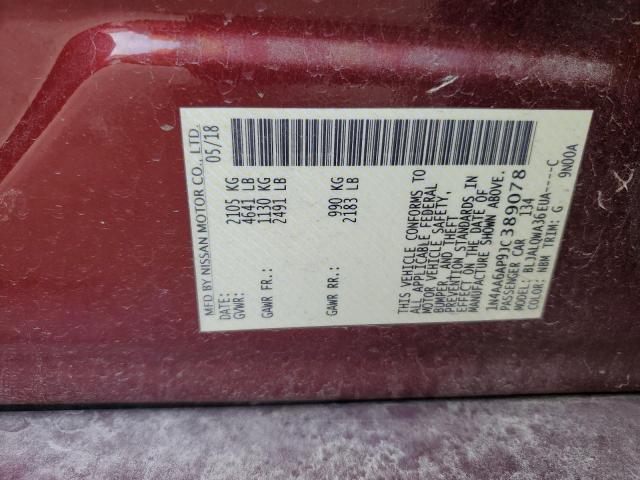 MFD BY NISSAN MOTOR CO., LTD.
DATE: 05/18
GVWR: 2105 KG
4641 LB
GAWR FR.: 1130 KG
2491 LB
GAWR RR.: 990 KG
2183 LB
THIS VEHICLE CONFORMS TO
ALL APPLICABLE FEDERAL
MOTOR VEHICLE SAFETY,
BUMPER, AND THEFT
PREVENTION STANDARDS IN
EFFECT ON THE DATE OF
MANUFACTURE SHOWN ABOVE.
1N4AA6AP9JC389078
PASSENGER CAR 134
MODEL: BLJALQWA36EUA-----C
COLOR: NBM TRIM: G 9N00A